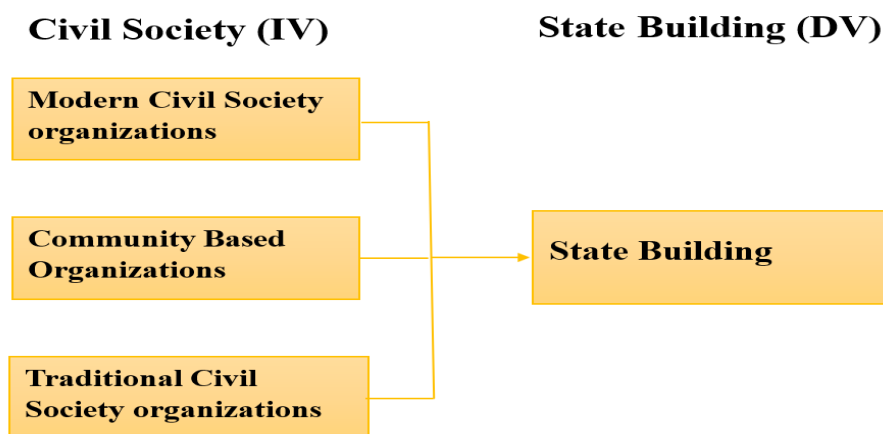 Civil Society (IV)
State Building (DV)
Modern Civil Society
organizations
Community Based
Organizations
State Building
Traditional Civil
Society organizations